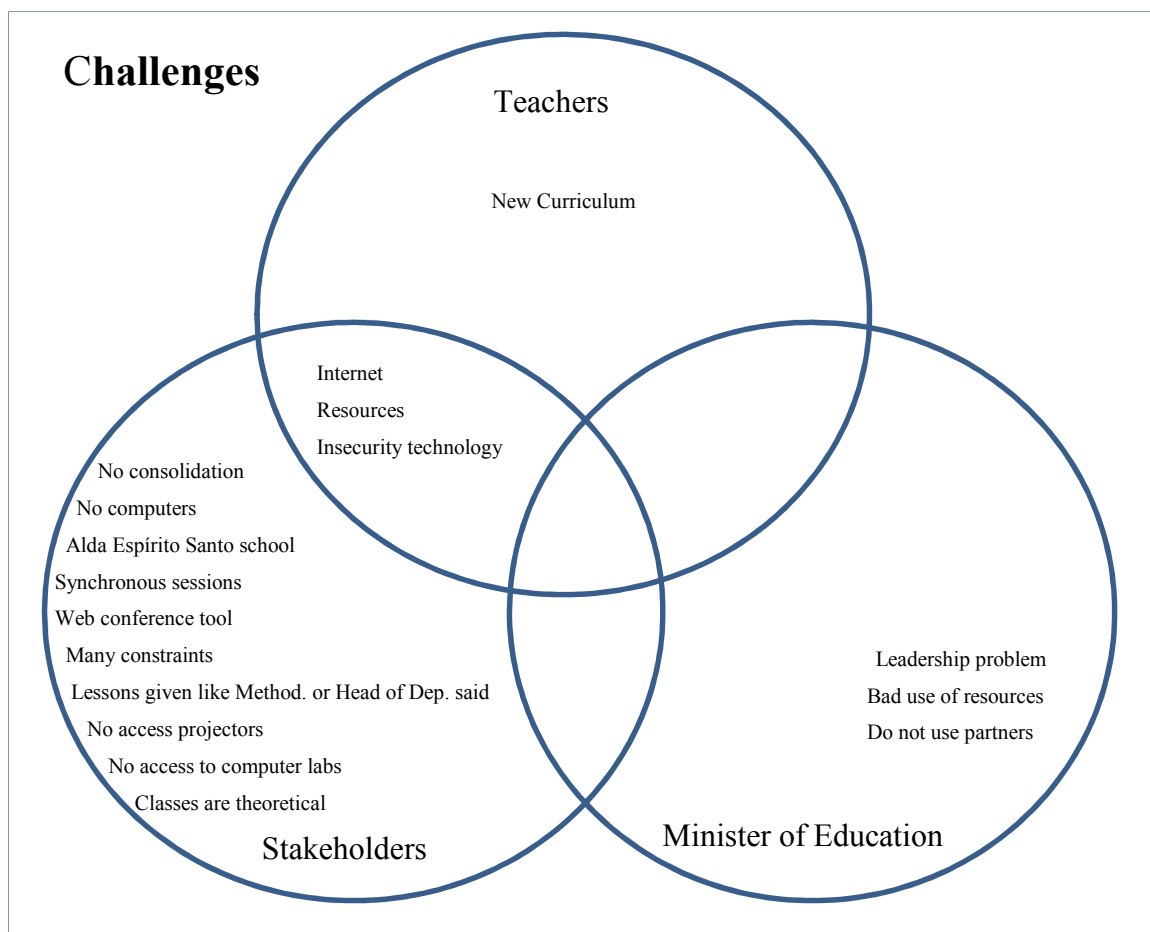 Challenges
Teachers
New Curriculum
Internet
Resources
Insecurity technology
No consolidation
No computers
Alda Espírito Santo school
Synchronous sessions
Web conference tool
Many constraints
Lessons given like Method. or Head of Dep. said
No access projectors
No access to computer labs
Classes are theoretical
Stakeholders
Leadership problem
Bad use of resources
Do not use partners
Minister of Education